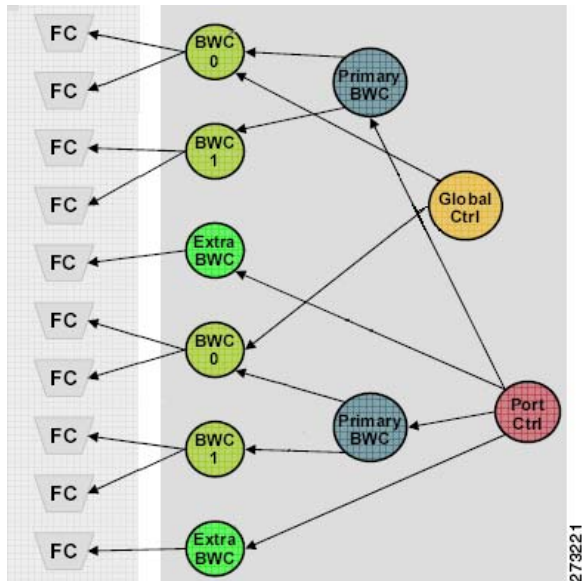 FC
FC
FC
FC
FC
FC
FC
FC
FC
FC
BWC
0
BWC
1
Extra
BWC
BWC
0
BWC
1
Extra
BWC
Primary
BWC
Primary
BWC
Global
Ctrl
Port
Ctrl
273221